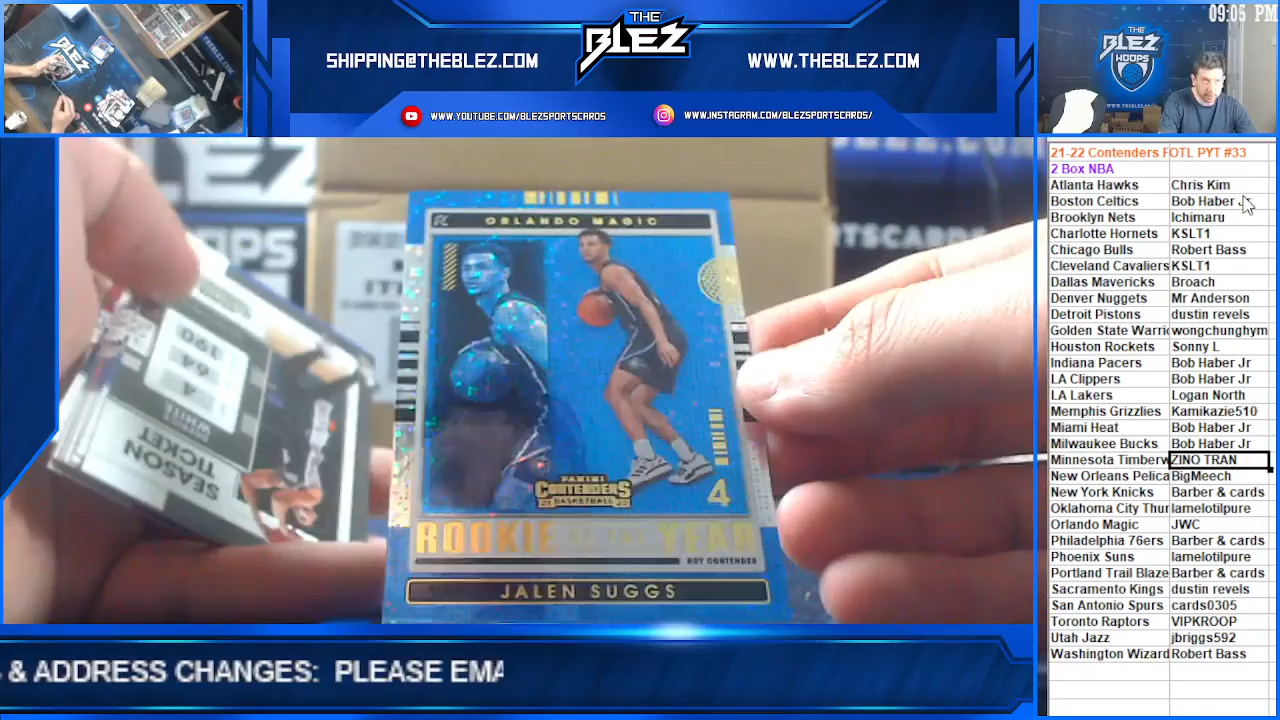 THE
BLEZ
SHIPPING@THEBLEZ.COM
WWW.THEBLEZ.COM
WWW.YOUTUBE.COM/BLEZSPORTSCARDS
WWW.INSTAGRAM.COM/BLEZSPORTSCARDS/
09:05 PM
THE
BLEZ
HOOPS
21-22 Contenders FOTL PYT #33
2 Box NBA
Atlanta Hawks Chris Kim
Boston Celtics Bob Haber
Brooklyn Nets Ichimaru
Charlotte Hornets KSLT1
Chicago Bulls Robert Bass
Cleveland Cavaliers KSLT1
Dallas Mavericks Broach
Denver Nuggets Mr Anderson
Detroit Pistons dustin revels
Golden State Warri wongchunghym
Houston Rockets Sonny L
Indiana Pacers Bob Haber Jr
LA Clippers Bob Haber Jr
LA Lakers Logan North
Memphis Grizzlies Kamikazie510
Miami Heat Bob Haber Jr
Milwaukee Bucks Bob Haber Jr
Minnesota Timberw ZINO TRAN
New Orleans Pelica BigMeech
New York Knicks Barber & cards
Oklahoma City Thur lamelotilpure
Orlando Magic JWC
Philadelphia 76ers Barber & cards
Phoenix Suns lamelotilpure
Portland Trail Blaze Barber & cards
Sacramento Kings dustin revels
San Antonio Spurs cards0305
Toronto Raptors VIPKROOP
Utah Jazz jbriggs592
Washington Wizard Robert Bass
ORLANDO MAGIC
PANINI
CONTENDERS
BASKETBALL
4
ROOKIE OF THE YEAR
ROY CONTENDER
JALEN SUGGS
SEASON
TICKET
WHITE
4 64 190
RTSCARDS
& ADDRESS CHANGES: PLEASE EMA